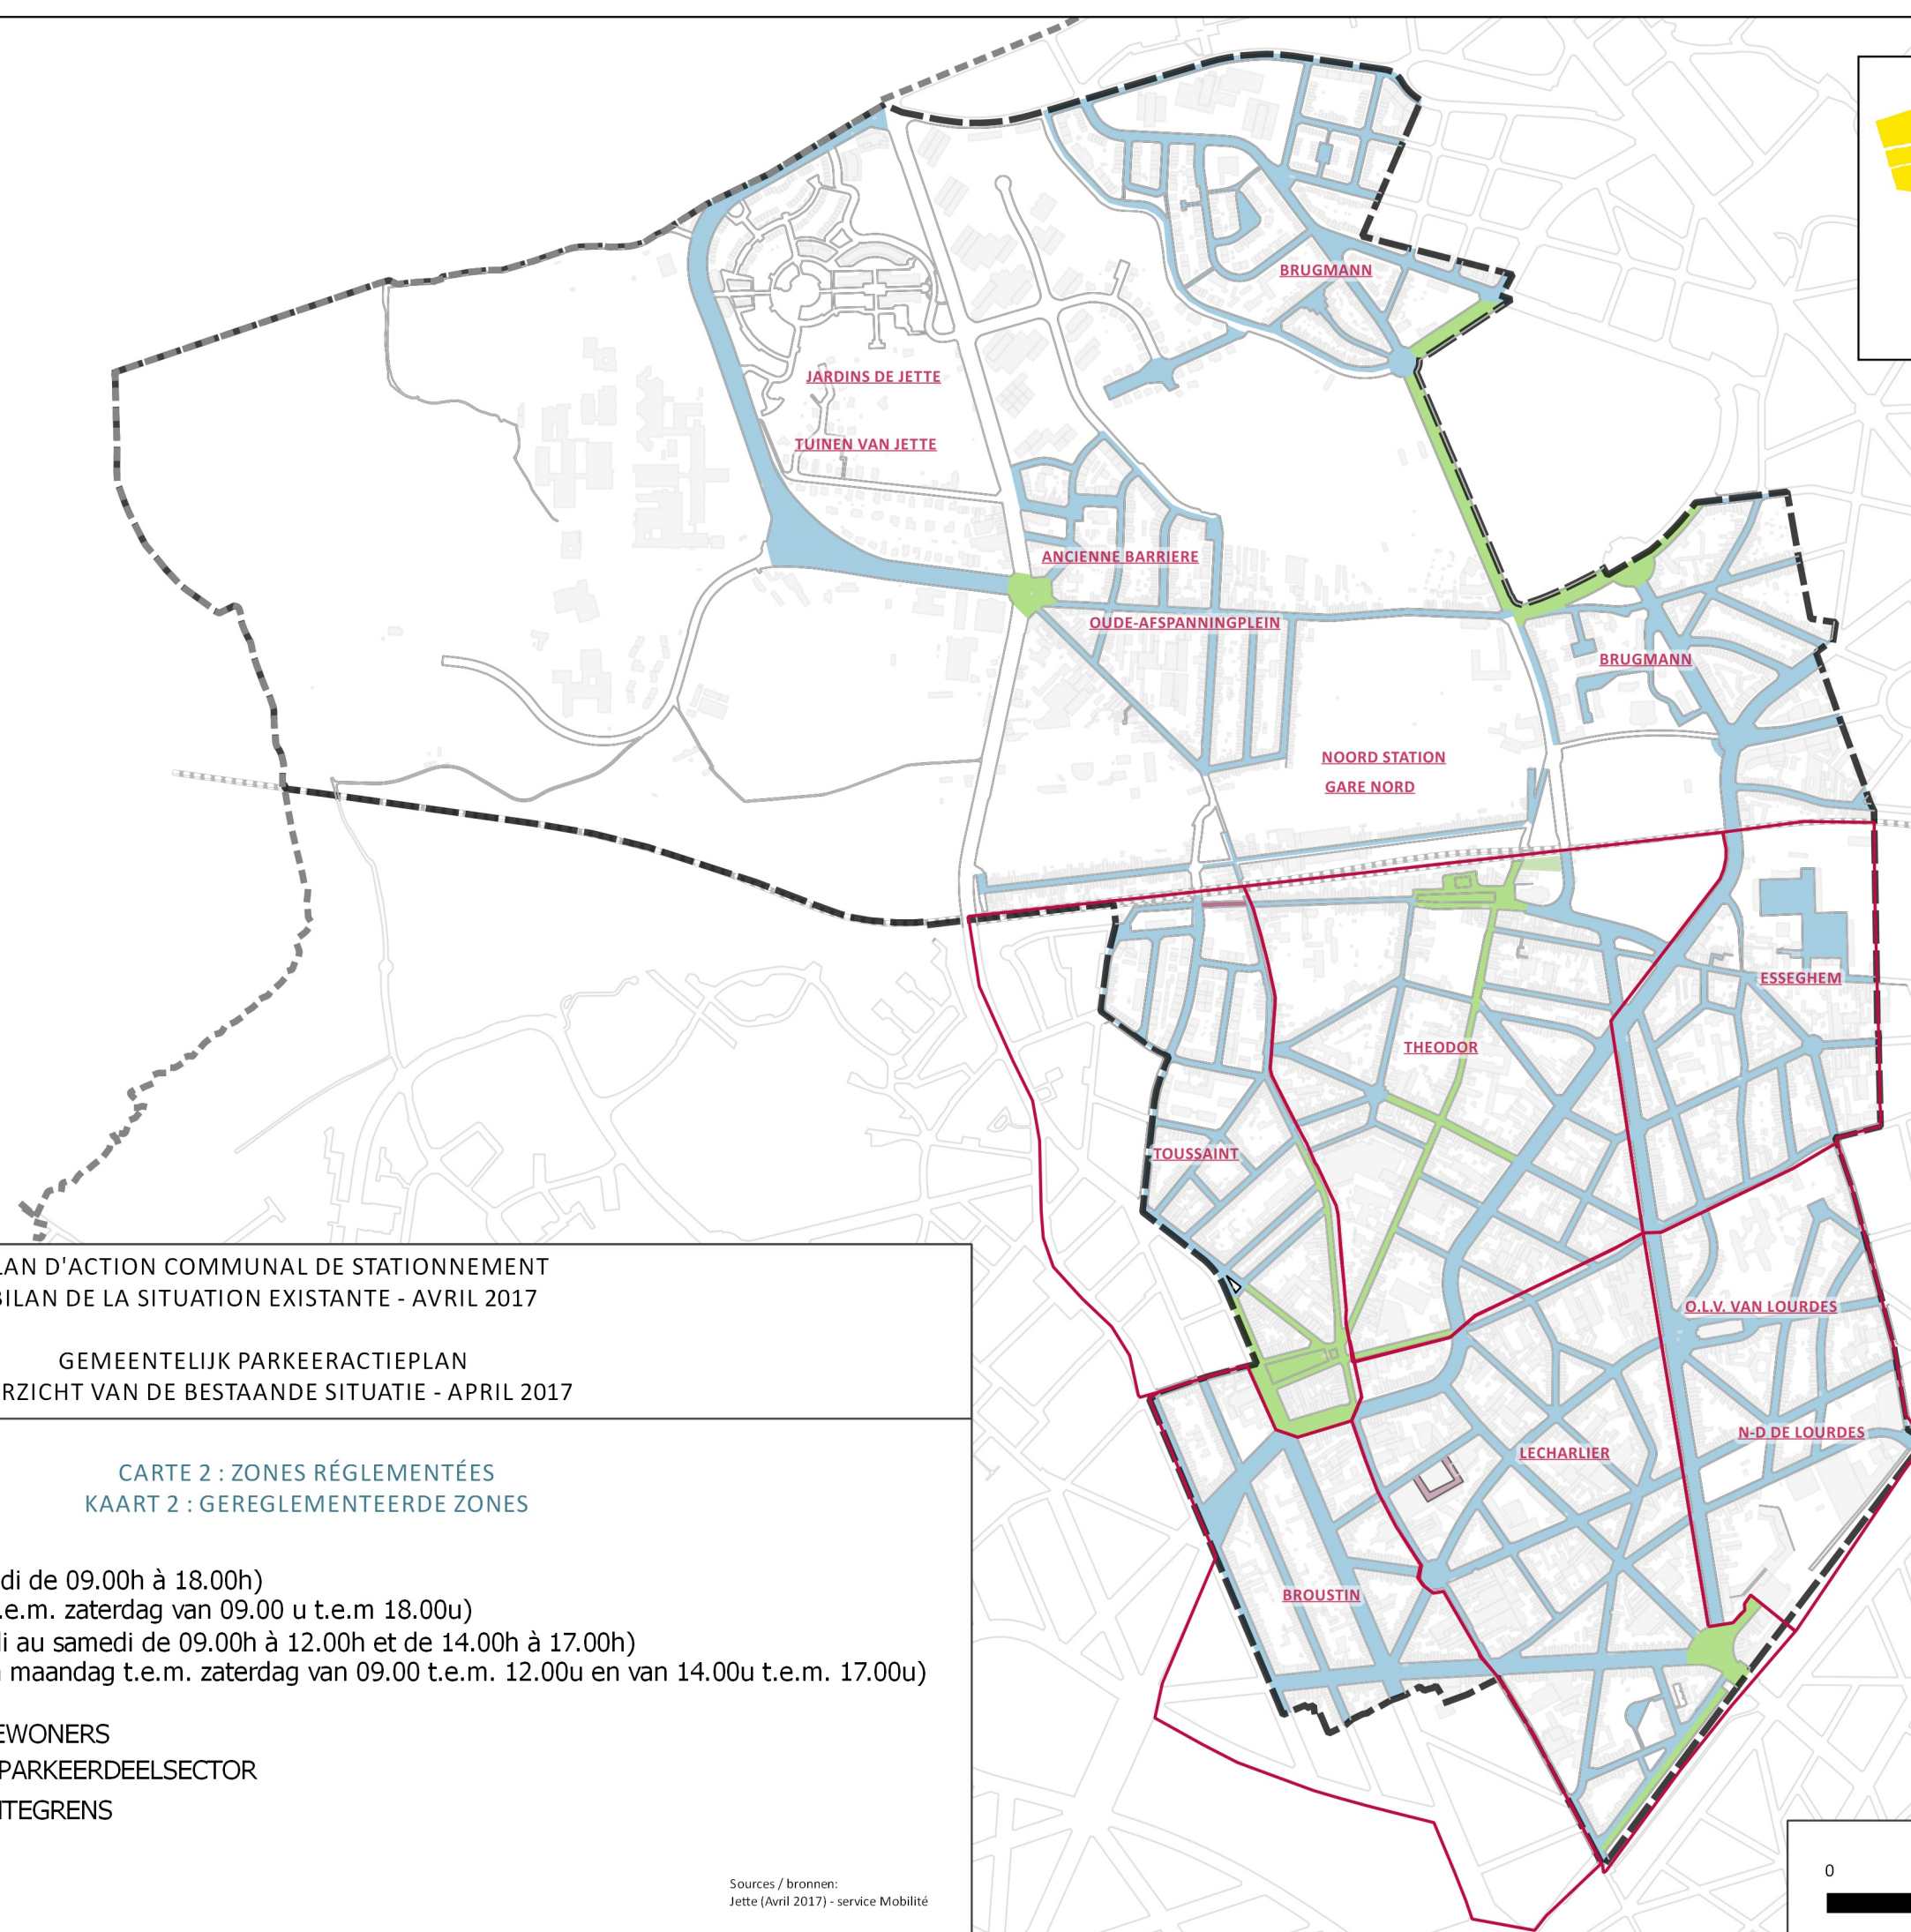 BRUGMANN
JARDINS DE JETTE
TUINEN VAN JETTE
ANCIENNE BARRIERE
OUDE-AFSPANNINGPLEIN
BRUGMANN
NOORD STATION
GARE NORD
ESSEGHEM
THEODOR
TOUSSAINT
O.L.V. VAN LOURDES
N-D DE LOURDES
LECHARLIER
BROUSTIN
LAN D'ACTION COMMUNAL DE STATIONNEMENT
BILAN DE LA SITUATION EXISTANTE - AVRIL 2017
GEMEENTELIJK PARKEERACTIEPLAN
RZICHT VAN DE BESTAANDE SITUATIE - APRIL 2017
CARTE 2 : ZONES RÉGLEMENTÉES
KAART 2 : GEREGLEMENTEERDE ZONES
di de 09.00h à 18.00h)
.e.m. zaterdag van 09.00 u t.e.m 18.00u)
i au samedi de 09.00h à 12.00h et de 14.00h à 17.00h)
maandag t.e.m. zaterdag van 09.00 t.e.m. 12.00u en van 14.00u t.e.m. 17.00u)
EWONERS
PARKEERDEELSECTOR
NTEGRENS
Sources / bronnen:
Jette (Avril 2017) - service Mobilité
0